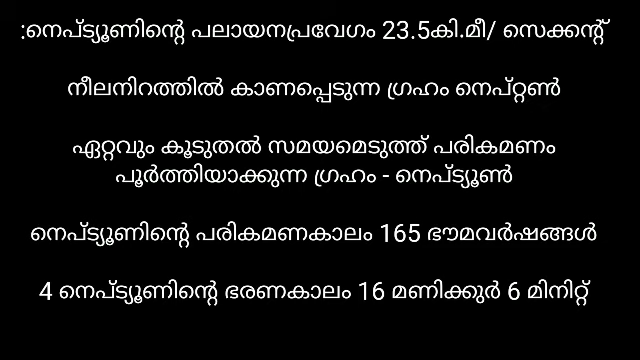 :നെപ്ട്യൂണിന്റെ പലായനപ്രവേഗം 23.5കി.മീ/ സെക്കന്റ്
നീലനിറത്തിൽ കാണപ്പെടുന്ന ഗ്രഹം നെപ്റ്റൺ
ഏറ്റവും കൂടുതൽ സമയമെടുത്ത് പരികമണം
പൂർത്തിയാക്കുന്ന ഗ്രഹം - നെപ്ട്യൂൺ
നെപ്ട്യൂണിന്റെ പരികമണകാലം 165 ഭൗമവർഷങ്ങൾ
4 നെപ്ട്യൂണിന്റെ ഭരണകാലം 16 മണിക്കുർ 6 മിനിറ്റ്